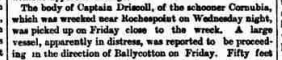 The body of Captain Driscoll, of the schooner Cornubia,
which was wrecked near Rochespoint on Wednesday night,
was picked up on Friday close to the wreck. A large
vessel, apparently in distress, was reported to be proceed-
ing in the direction of Ballycotton on Friday. Fifty feet